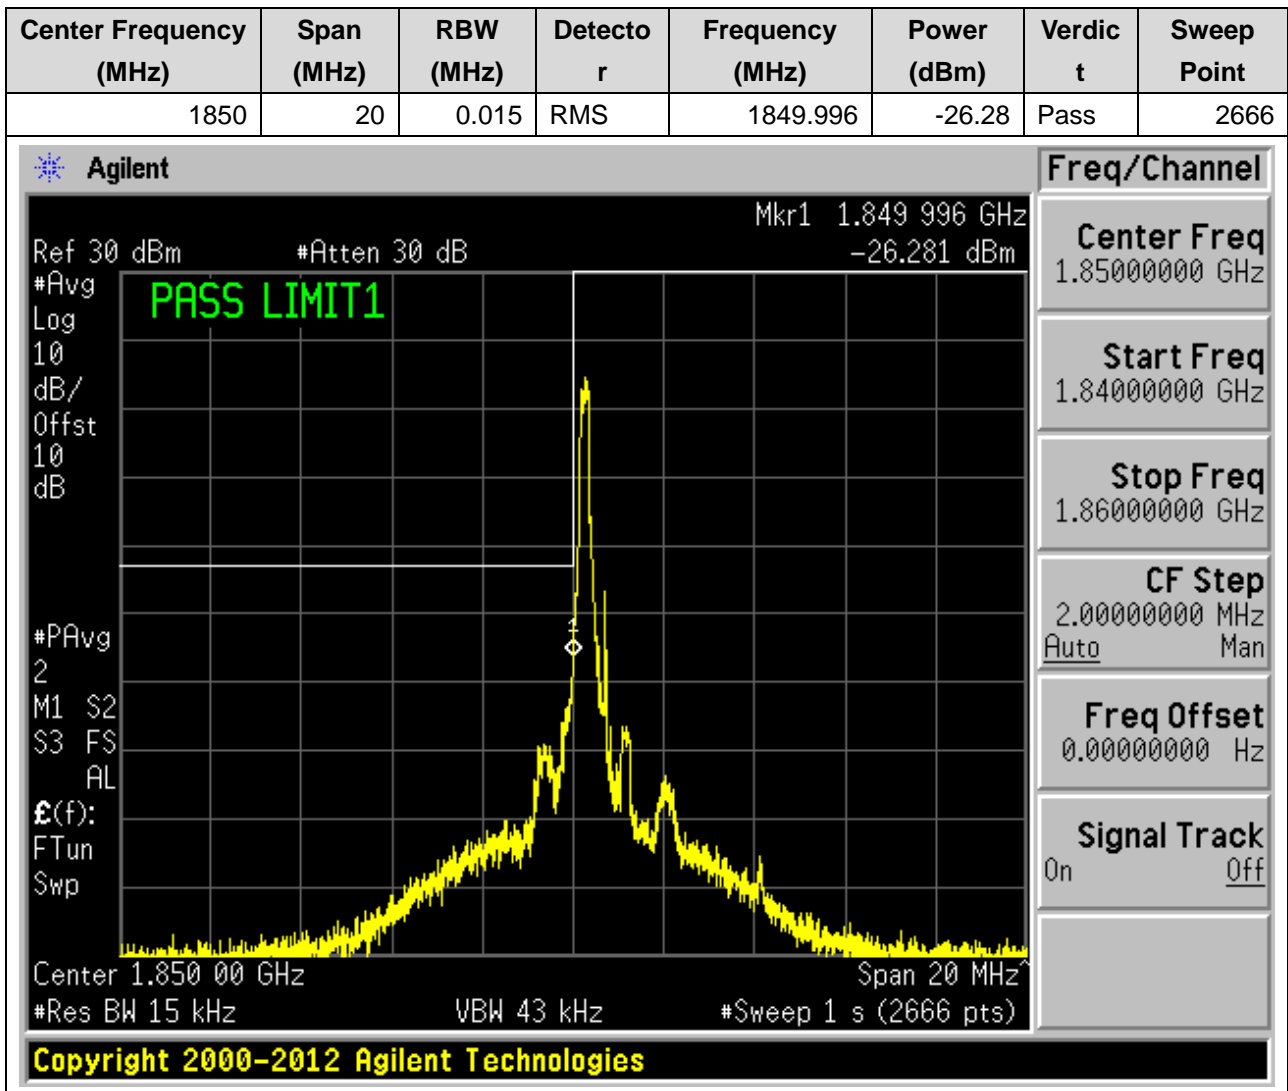 Center Frequency (MHz) Span (MHz) RBW (MHz) Detecto r Frequency (MHz) Power (dBm) Verdic t Sweep Point
1850 20 0.015 RMS 1849.996 -26.28 Pass 2666
Agilent
Freq/Channel
Mkr1 1.849 996 GHz
Ref 30 dBm #Atten 30 dB -26.281 dBm
#Avg
Log
10
dB/
Offst
10
dB
PASS LIMIT1
1
#PAvg
2
M1 S2
S3 FS
AL
£(f):
FTun
Swp
Center 1.850 00 GHz Span 20 MHz^
#Res BW 15 kHz VBW 43 kHz #Sweep 1 s (2666 pts)
Center Freq
1.85000000 GHz
Start Freq
1.84000000 GHz
Stop Freq
1.86000000 GHz
CF Step
2.00000000 MHz
Auto Man
Freq Offset
0.00000000 Hz
Signal Track
On Off
Copyright 2000-2012 Agilent Technologies